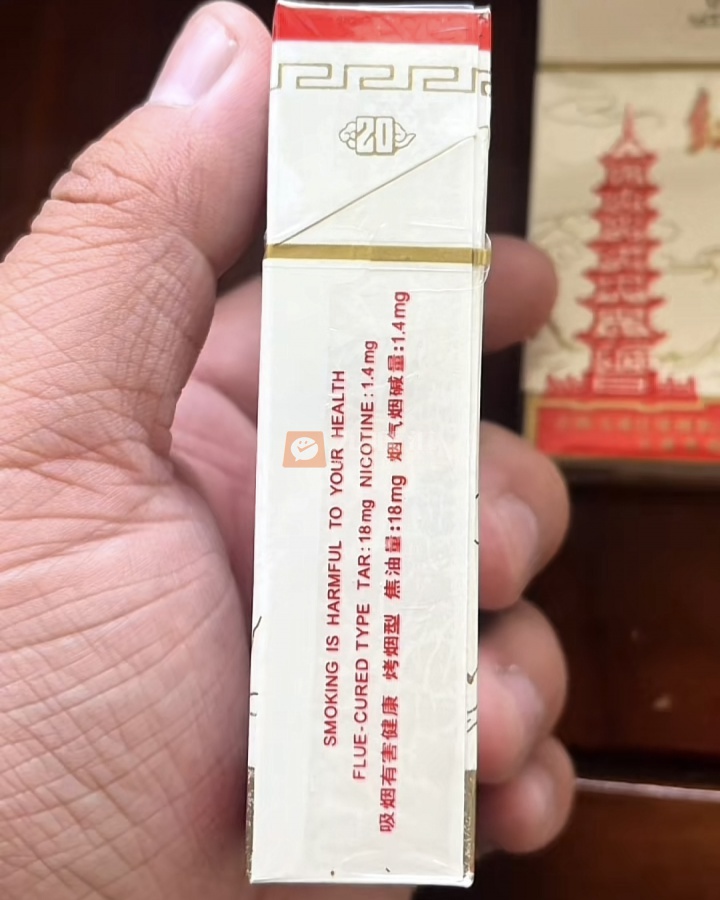 20
SMOKING IS HARMFUL TO YOUR HEALTH
FLUE-CURED TYPE TAR:18mg NICOTINE:1.4mg
吸烟有害健康 烤烟型 焦油量:18mg 烟气烟碱量:1.4mg